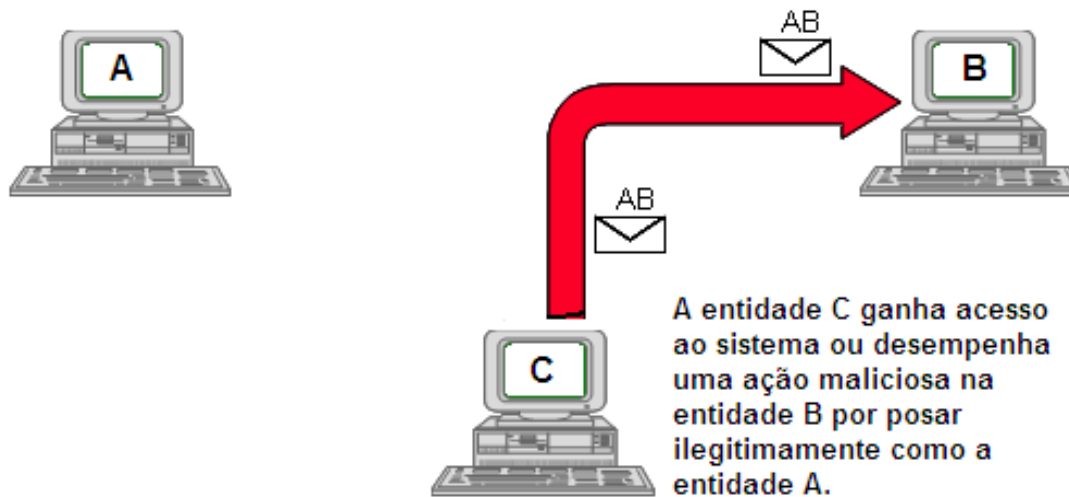 AB
A
B
AB
C
A entidade C ganha acesso
ao sistema ou desempenha
uma ação maliciosa na
entidade B por posar
ilegitimamente como a
entidade A.